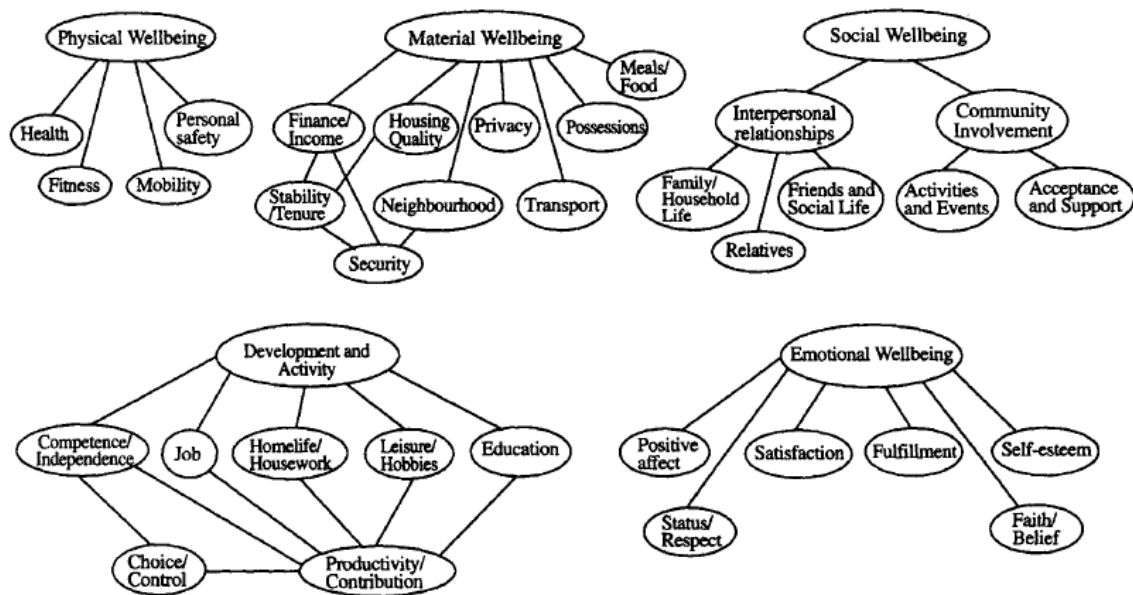 Physical Wellbeing
Health
Fitness
Mobility
Personal
safety
Material Wellbeing
Finance/
Income
Housing
Quality
Privacy
Possessions
Meals/
Food
Stability
/Tenure
Neighbourhood
Transport
Security
Social Wellbeing
Interpersonal
relationships
Community
Involvement
Family/
Household
Life
Friends and
Social Life
Relatives
Activities
and Events
Acceptance
and Support
Development and
Activity
Competence/
Independence
Job
Homelife/
Housework
Leisure/
Hobbies
Education
Choice/
Control
Productivity/
Contribution
Emotional Wellbeing
Positive
affect
Satisfaction
Fulfillment
Self-esteem
Status/
Respect
Faith/
Belief